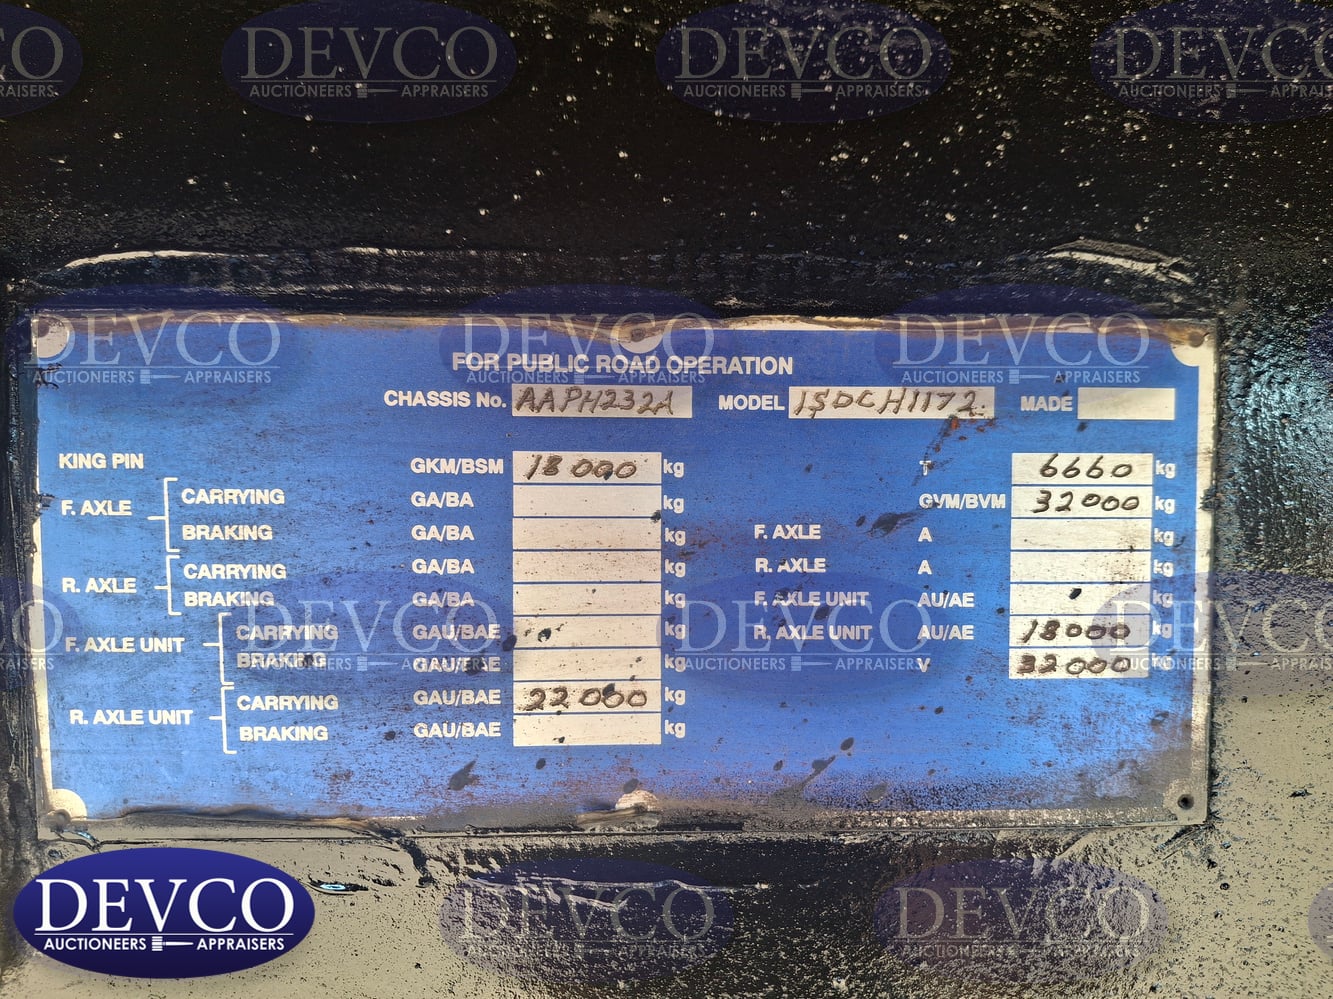 FOR PUBLIC ROAD OPERATION
CHASSIS No. AAPH232A MODEL 1SDCH1172. MADE
KING PIN GKM/BSM 18000 kg T 6660 kg
F. AXLE CARRYING GA/BA kg GVM/BVM 32000 kg
BRAKING GA/BA kg F. AXLE A kg
R. AXLE CARRYING GA/BA kg R. AXLE A kg
BRAKING GA/BA kg F. AXLE UNIT AU/AE kg
F. AXLE UNIT CARRYING GAU/BAE kg R. AXLE UNIT AU/AE 18000 kg
BRAKING GAU/BAE kg V 32000 kg
R. AXLE UNIT CARRYING GAU/BAE 22000 kg
BRAKING GAU/BAE kg
DEVCO
AUCTIONEERS APPRAISERS